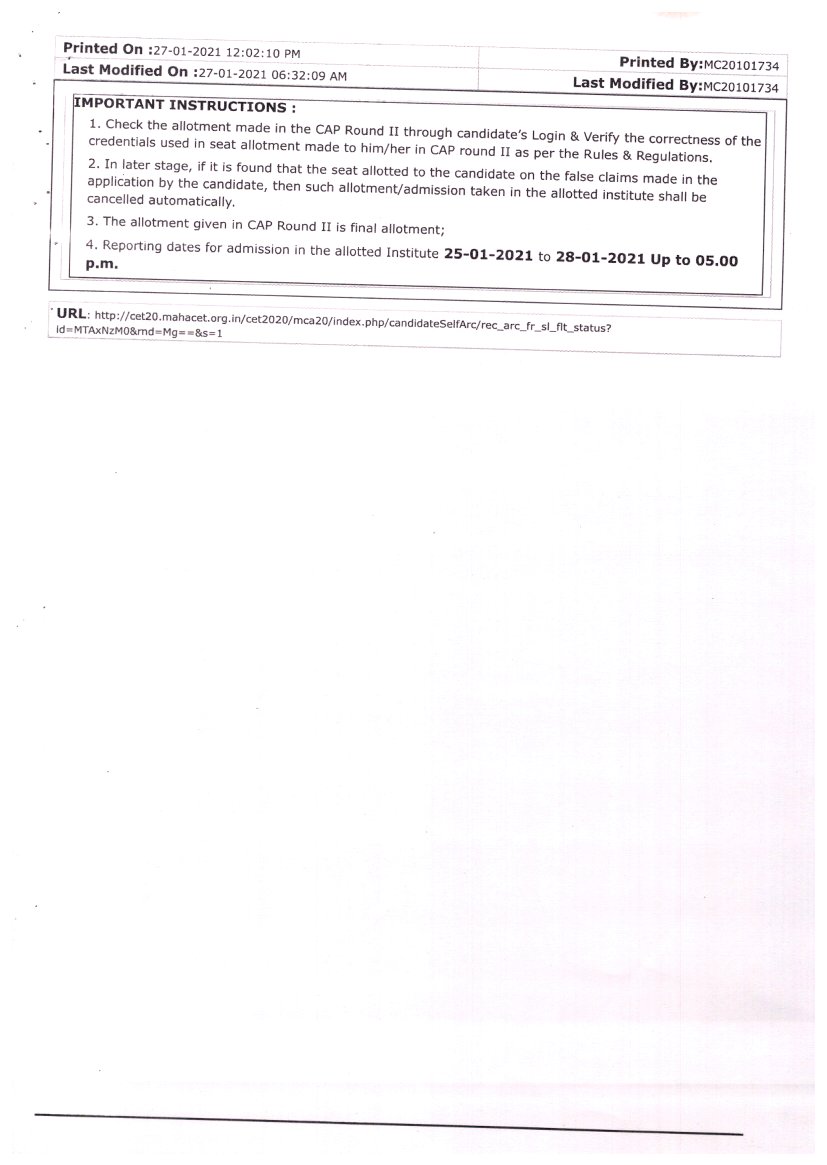 Printed On :27-01-2021 12:02:10 PM
Printed By:MC20101734
Last Modified On :27-01-2021 06:32:09 AM
Last Modified By:MC20101734
IMPORTANT INSTRUCTIONS :
1. Check the allotment made in the CAP Round II through candidate's Login & Verify the correctness of the
credentials used in seat allotment made to him/her in CAP round II as per the Rules & Regulations.
2. In later stage, if it is found that the seat allotted to the candidate on the false claims made in the
application by the candidate, then such allotment/admission taken in the allotted institute shall be
cancelled automatically.
3. The allotment given in CAP Round II is final allotment;
4. Reporting dates for admission in the allotted Institute 25-01-2021 to 28-01-2021 Up to 05.00
p.m.
URL: http://cet20.mahacet.org.in/cet2020/mca20/index.php/candidateSelfArc/rec_arc_fr_sl_flt_status?
id=MTAxNzM0&rnd=Mg==&s=1